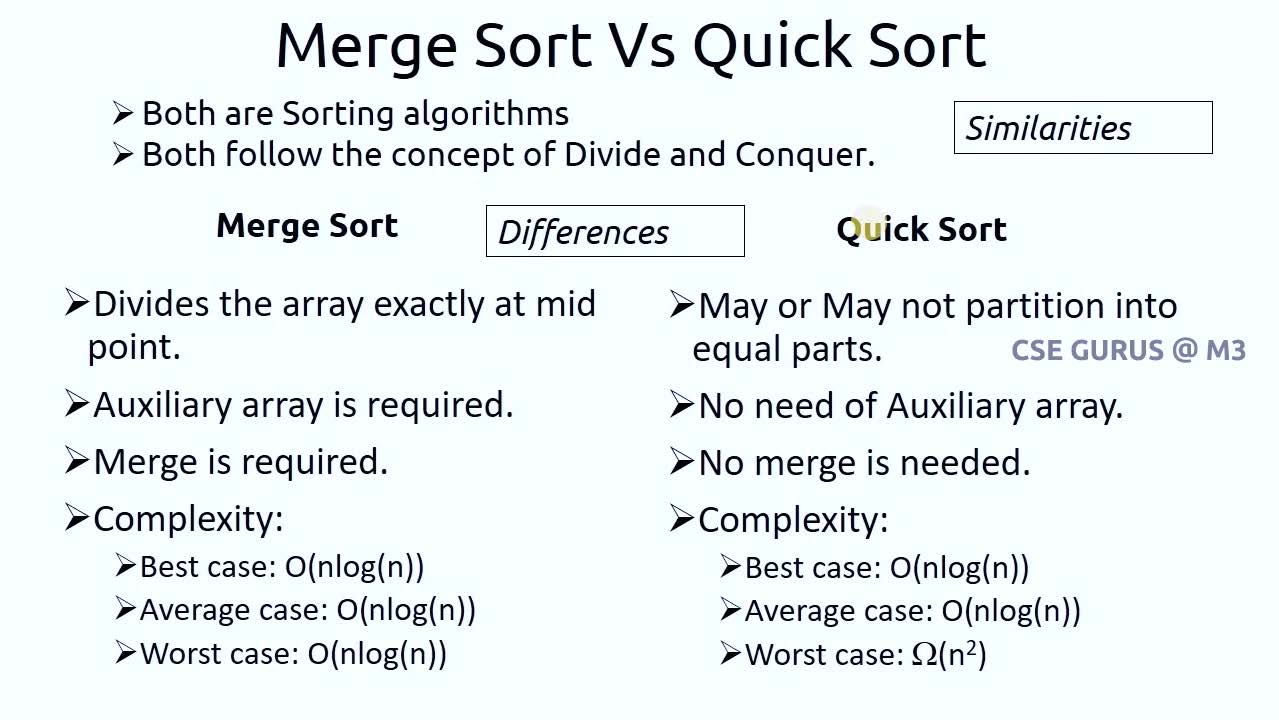 Merge Sort Vs Quick Sort
➢ Both are Sorting algorithms
➢ Both follow the concept of Divide and Conquer.
Similarities
Differences
Merge Sort
➢Divides the array exactly at mid
point.
➢Auxiliary array is required.
➢Merge is required.
➢Complexity:
➢Best case: O(nlog(n))
➢Average case: O(nlog(n))
➢Worst case: O(nlog(n))
Quick Sort
➢May or May not partition into
equal parts.
CSE GURUS @ M3
➢No need of Auxiliary array.
➢No merge is needed.
➢Complexity:
➢Best case: O(nlog(n))
➢Average case: O(nlog(n))
➢Worst case: Ω(n²)